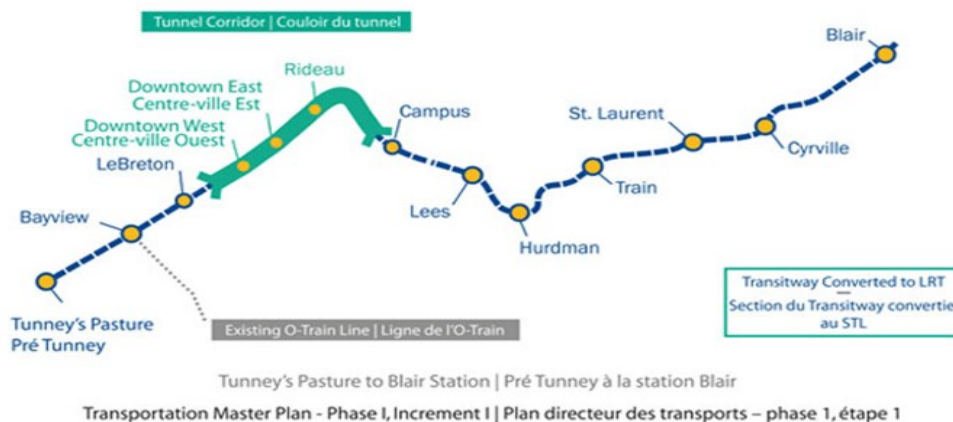 Tunnel Corridor | Couloir du tunnel
Blair
Rideau
Downtown East
Centre-ville Est
Downtown West
Centre-ville Ouest
LeBreton
Bayview
Tunney's Pasture
Pré Tunney
Campus
Lees
Hurdman
Train
St. Laurent
Cyrville
Existing O-Train Line | Ligne de l'O-Train
Transitway Converted to LRT
Section du Transitway convertie
au STL
Tunney's Pasture to Blair Station | Pré Tunney à la station Blair
Transportation Master Plan - Phase I, Increment I | Plan directeur des transports – phase 1, étape 1